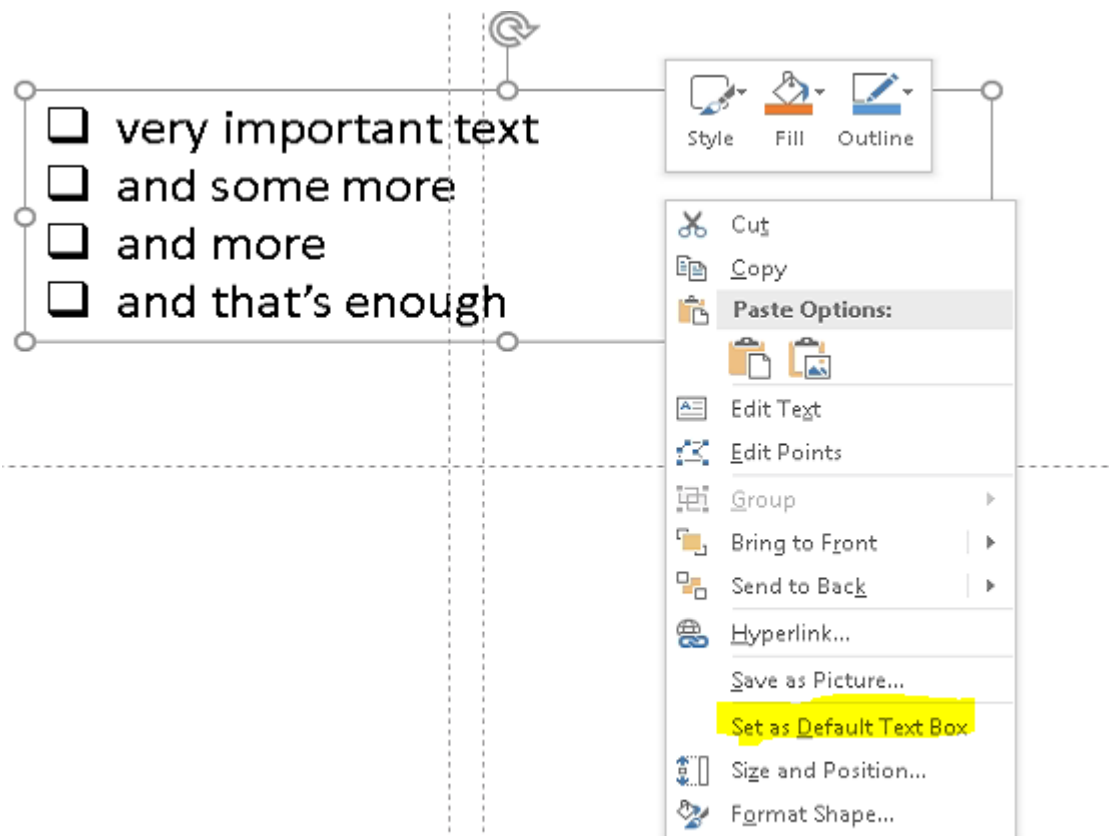 very important text
and some more
and more
and that's enough
Style Fill Outline
Cut
Copy
Paste Options:
Edit Text
Edit Points
Group
Bring to Front
Send to Back
Hyperlink...
Save as Picture...
Set as Default Text Box
Size and Position...
Format Shape...